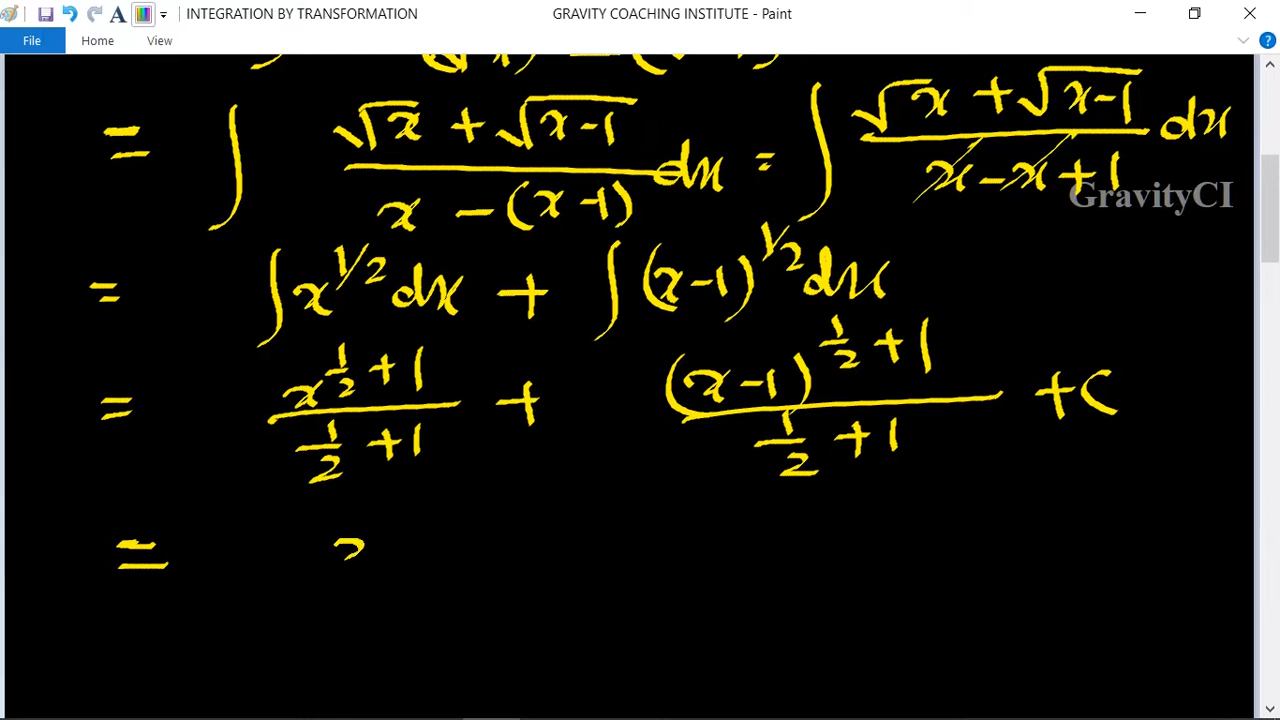 INTEGRATION BY TRANSFORMATION GRAVITY COACHING INSTITUTE - Paint
File Home View
= ∫ (√x + √(x-1))/(x - (x-1)) dx = ∫ (√x + √(x-1))/(x - x + 1) dx
GravityCI
= ∫ x^(1/2) dx + ∫ (x-1)^(1/2) dx
= x^(1/2 + 1)/(1/2 + 1) + (x-1)^(1/2 + 1)/(1/2 + 1) + C
=